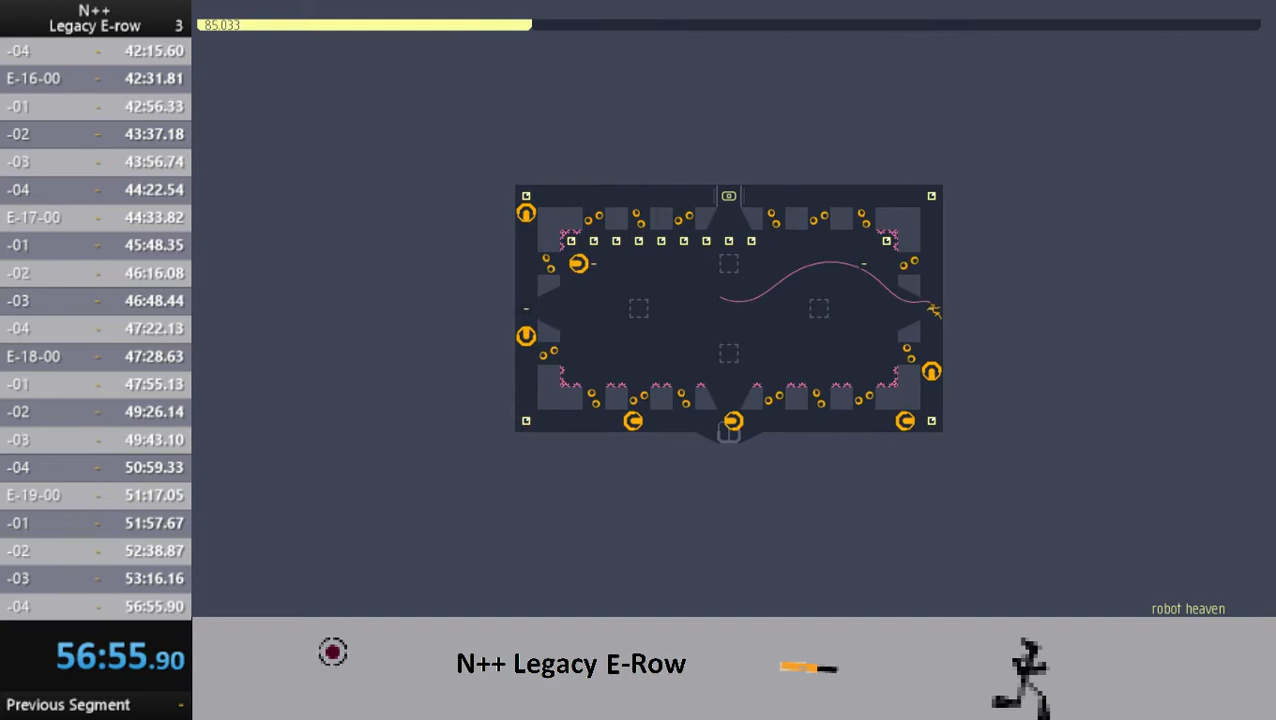 N++
Legacy E-row 3
-04 - 42:15.60
E-16-00 - 42:31.81
-01 - 42:56.33
-02 - 43:37.18
-03 - 43:56.74
-04 - 44:22.54
E-17-00 - 44:33.82
-01 - 45:48.35
-02 - 46:16.08
-03 - 46:48.44
-04 - 47:22.13
E-18-00 - 47:28.63
-01 - 47:55.13
-02 - 49:26.14
-03 - 49:43.10
-04 - 50:59.33
E-19-00 - 51:17.05
-01 - 51:57.67
-02 - 52:38.87
-03 - 53:16.16
-04 - 56:55.90
56:55.90
Previous Segment -
85.033
robot heaven
N++ Legacy E-Row